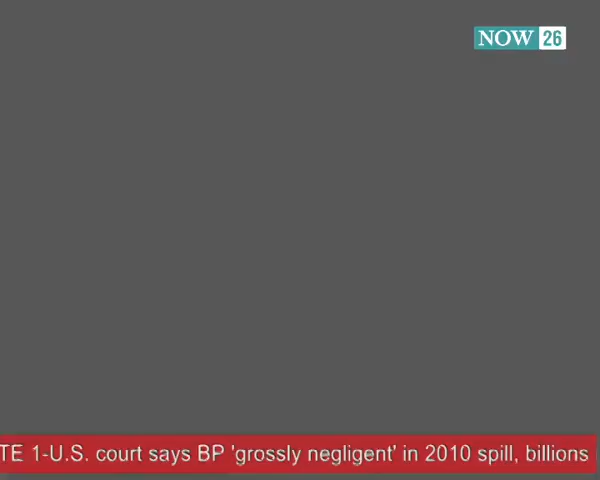 NOW 26
TE 1-U.S. court says BP 'grossly negligent' in 2010 spill, billions